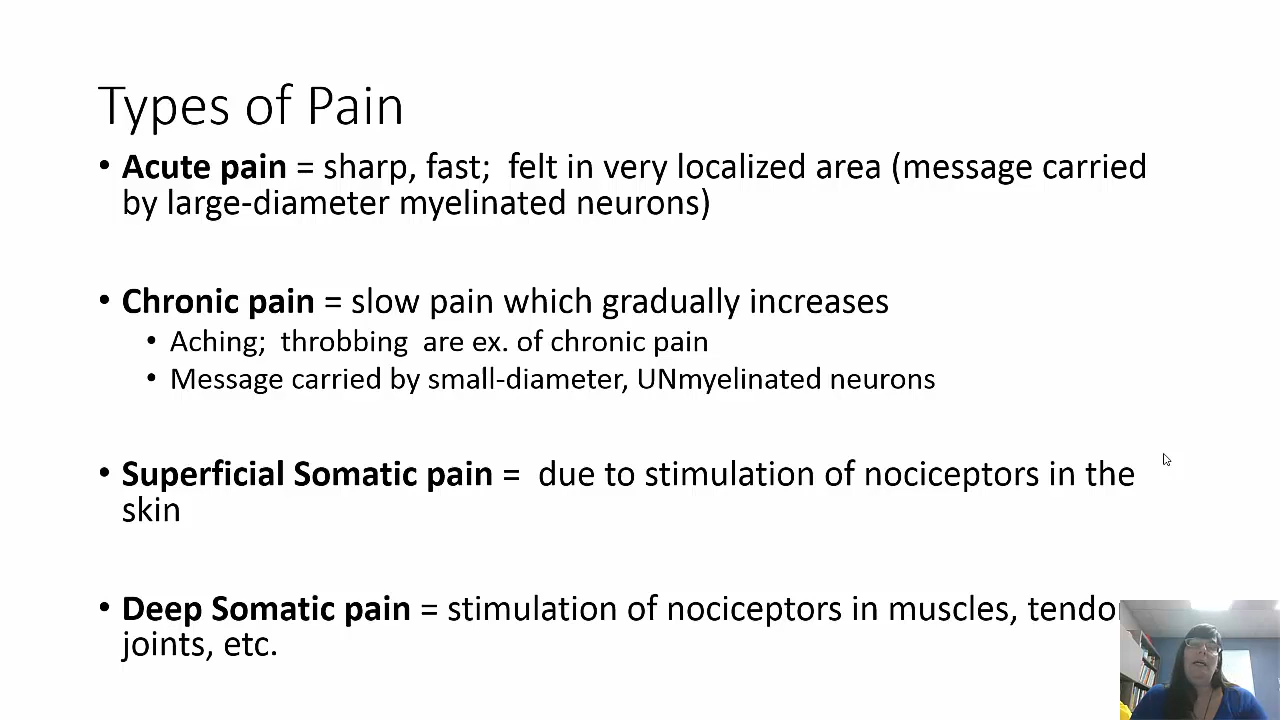 Types of Pain
• Acute pain = sharp, fast; felt in very localized area (message carried
by large-diameter myelinated neurons)
• Chronic pain = slow pain which gradually increases
• Aching; throbbing are ex. of chronic pain
• Message carried by small-diameter, UNmyelinated neurons
• Superficial Somatic pain = due to stimulation of nociceptors in the
skin
• Deep Somatic pain = stimulation of nociceptors in muscles,
joints, etc.